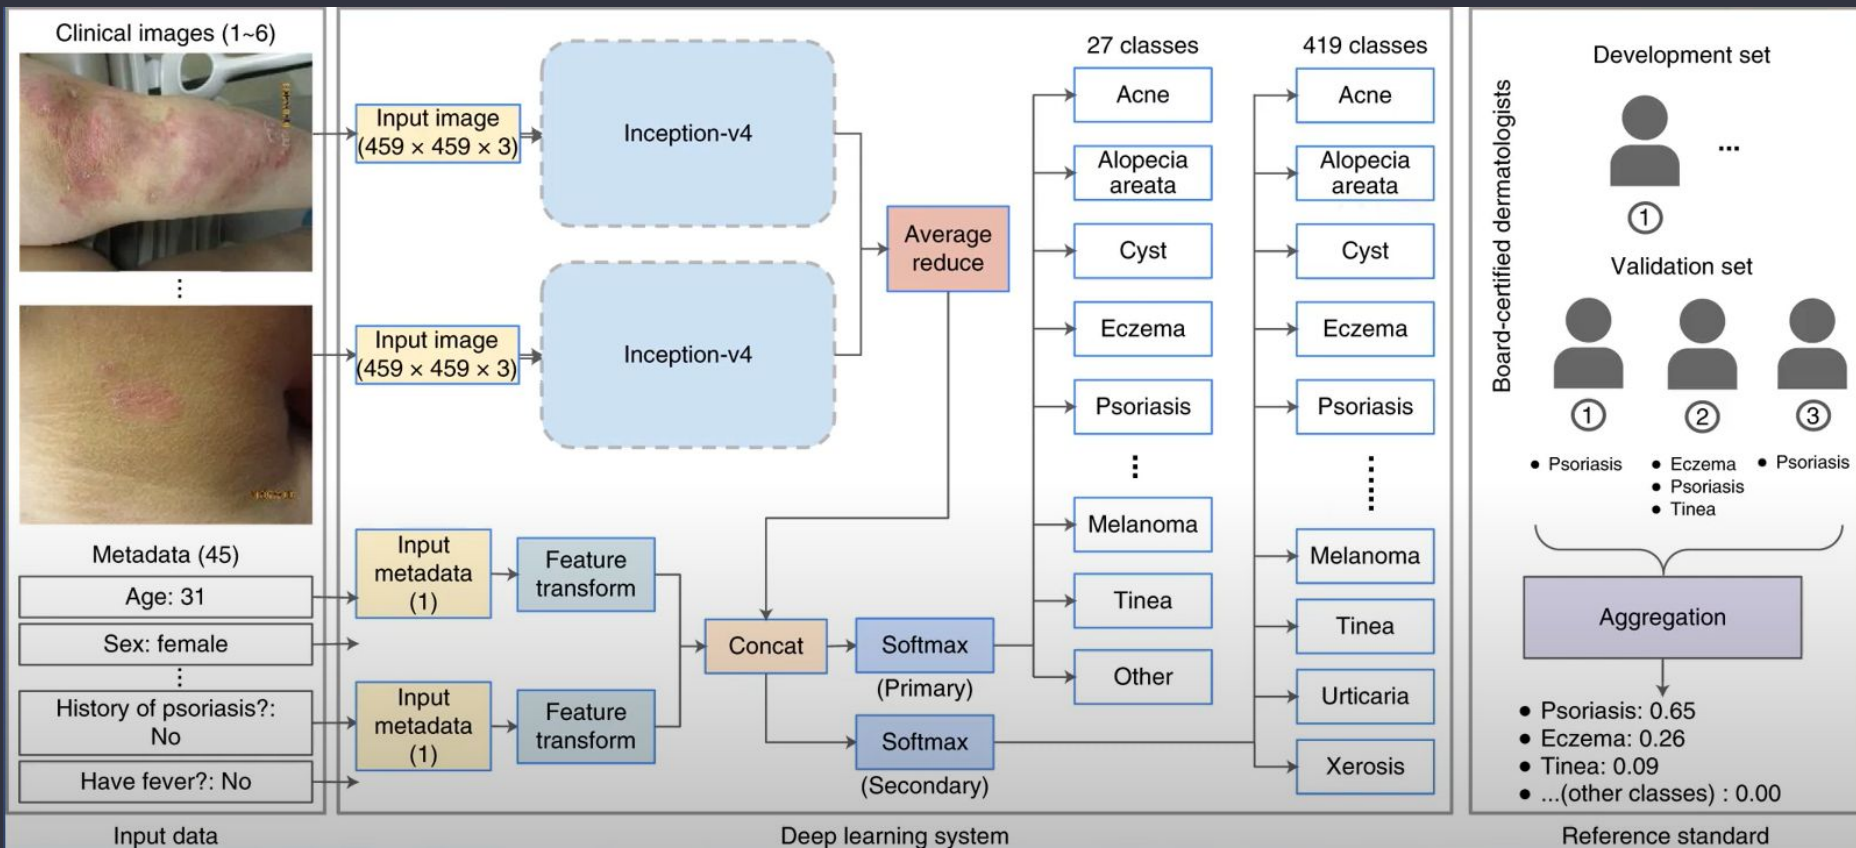 Clinical images (1~6)
Metadata (45)
Age: 31
Sex: female
History of psoriasis?:
No
Have fever?: No
Input data
Input image
(459 × 459 × 3)
Inception-v4
Input image
(459 × 459 × 3)
Inception-v4
Average
reduce
Input
metadata
(1)
Feature
transform
Input
metadata
(1)
Feature
transform
Concat
Softmax
(Primary)
Softmax
(Secondary)
27 classes
Acne
Alopecia
areata
Cyst
Eczema
Psoriasis
Melanoma
Tinea
Other
419 classes
Acne
Alopecia
areata
Cyst
Eczema
Psoriasis
Melanoma
Tinea
Urticaria
Xerosis
Deep learning system
Board-certified dermatologists
Development set
...
1
Validation set
1
2
3
• Psoriasis
• Eczema
• Psoriasis
• Tinea
• Psoriasis
Aggregation
• Psoriasis: 0.65
• Eczema: 0.26
• Tinea: 0.09
• ...(other classes) : 0.00
Reference standard